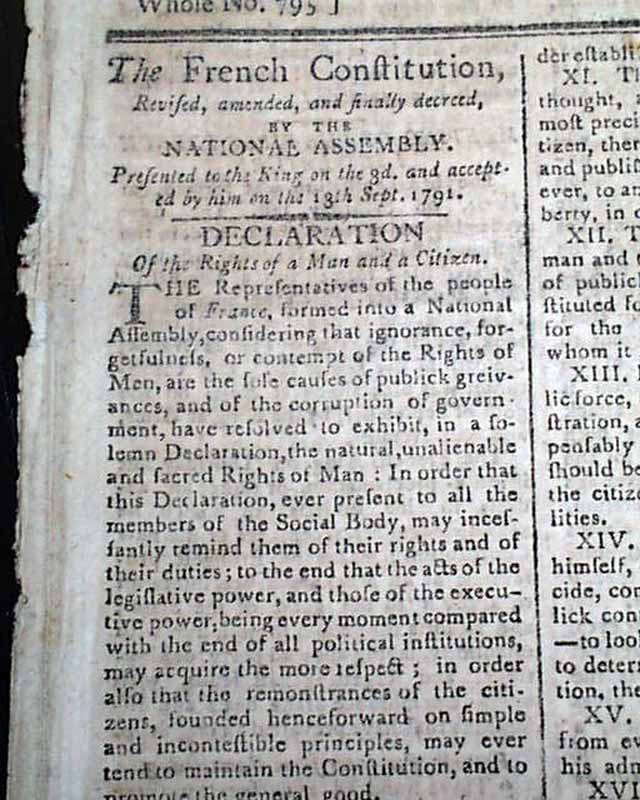 Whole No. 795 ]
The French Conſtitution,
Reviſed, amended, and finally decreed,
BY THE
NATIONAL ASSEMBLY.
Preſented to the King on the 3d. and accept-
ed by him on the 13th Sept. 1791.
DECLARATION
Of the Rights of a Man and a Citizen.
THE Repreſentatives of the people
of France, formed into a National
Aſſembly, conſidering that ignorance, for-
getfulneſs, or contempt of the Rights of
Men, are the ſole cauſes of publick greiv-
ances, and of the corruption of govern-
ment, have reſolved to exhibit, in a ſo-
lemn Declaration, the natural, unalienable
and ſacred Rights of Man : In order that
this Declaration, ever preſent to all the
members of the Social Body, may inceſ-
ſantly remind them of their rights and of
their duties ; to the end that the acts of the
legiſlative power, and thoſe of the execu-
tive power, being every moment compared
with the end of all political inſtitutions,
may acquire the more reſpect ; in order
alſo that the remonſtrances of the citi-
zens, founded henceforward on ſimple
and inconteſtible principles, may ever
tend to maintain the Conſtitution, and to
promote the general good.
XI. T
thought,
moſt preci
tizen, ther
and publiſ
ever, to an
berty, in
XII. T
man and
of public
ſtituted fo
for the
whom it
XIII.
lic force,
ſtration, a
penſably
ſhould be
the citize
lities.
XIV.
himſelf,
cide, con
lick con
—to loo
to deter
tion, the
XV.
from ev
his adm
XVI